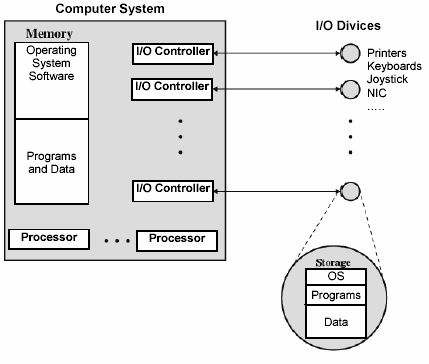 Computer System
I/O Divices
Memory
Operating
System
Software
Programs
and Data
I/O Controller
I/O Controller
I/O Controller
Printers
Keyboards
Joystick
NIC
.....
Processor
Processor
Storage
OS
Programs
Data